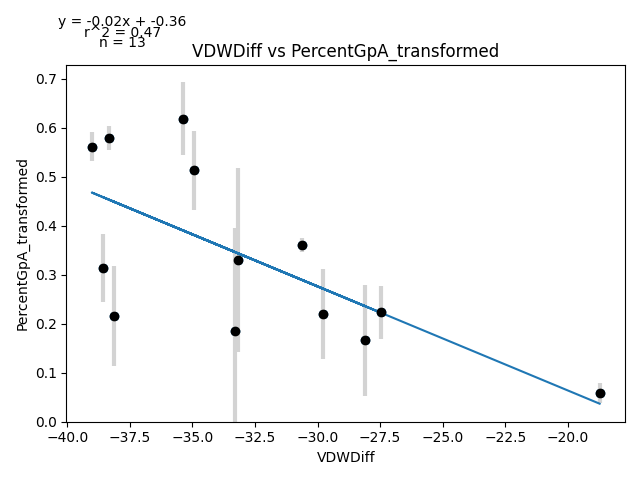 y = -0.02x + -0.36
r^2 = 0.47
n = 13
VDWDiff vs PercentGpA_transformed
0.7
0.6
0.5
0.4
0.3
0.2
0.1
0.0
PercentGpA_transformed
−40.0 −37.5 −35.0 −32.5 −30.0 −27.5 −25.0 −22.5 −20.0
VDWDiff